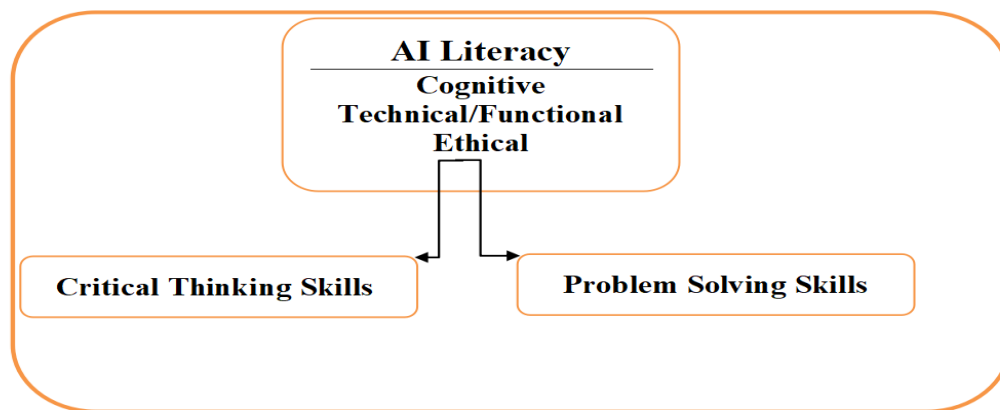 AI Literacy
Cognitive
Technical/Functional
Ethical
Critical Thinking Skills
Problem Solving Skills